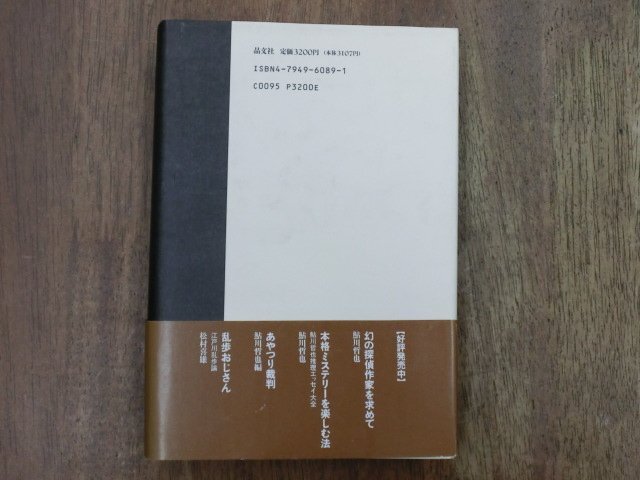 晶文社 定価3200円（本体3107円）
ISBN4-7949-6089-1
C0095 P3200E
【好評発売中】
幻の探偵作家を求めて
鮎川哲也
本格ミステリーを楽しむ法
鮎川哲也推理エッセイ大全
鮎川哲也
あやつり裁判
鮎川哲也編
乱歩おじさん
江戸川乱歩論
松村喜雄